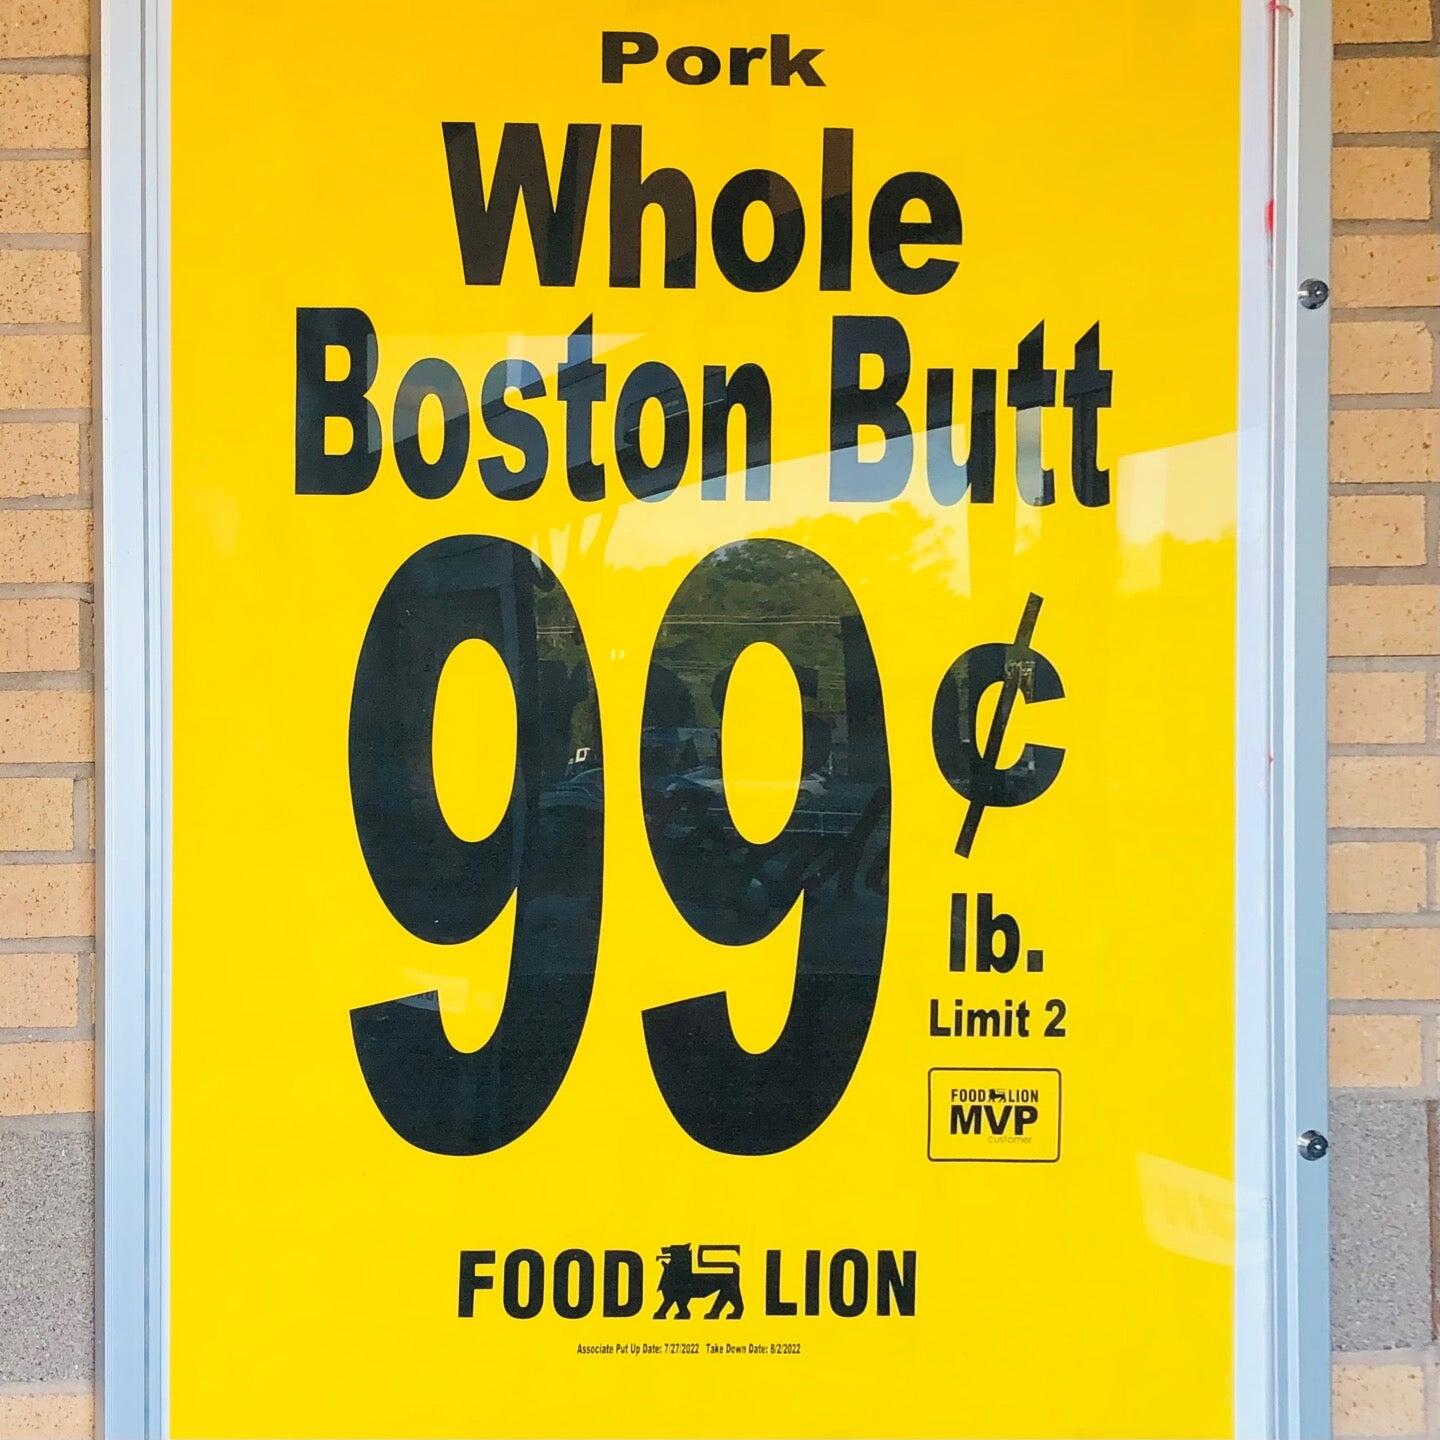 Pork
Whole
Boston Butt
99¢
lb.
Limit 2
FOOD LION
MVP
customer
FOOD LION
Associate Put Up Date: 7/27/2022 Take Down Date: 8/2/2022